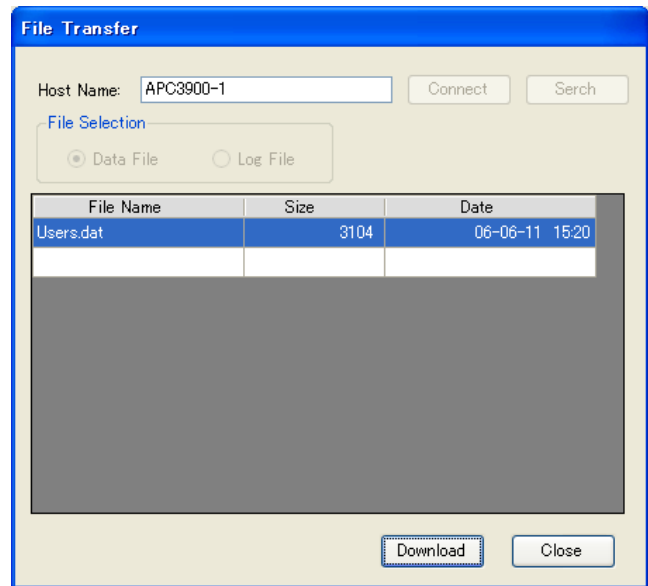 File Transfer
Host Name: APC3900-1 Connect Serch
File Selection
Data File Log File
File Name Size Date
Users.dat 3104 06-06-11 15:20
Download Close